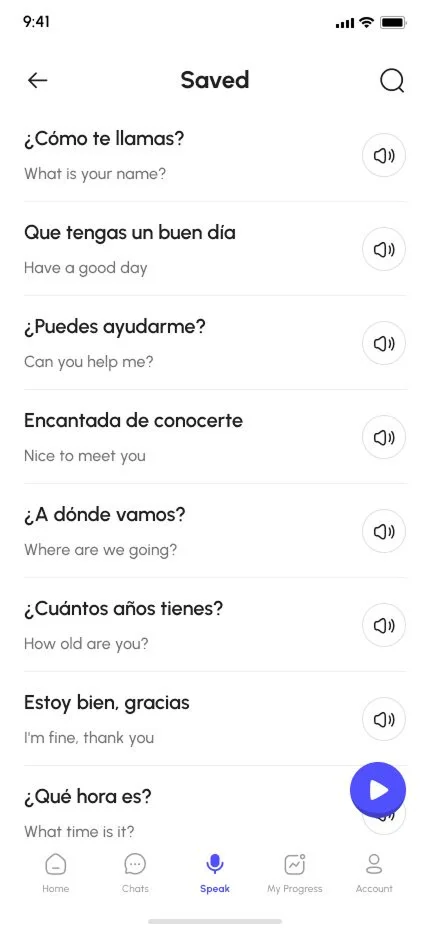 9:41
Saved
¿Cómo te llamas?
What is your name?
Que tengas un buen día
Have a good day
¿Puedes ayudarme?
Can you help me?
Encantada de conocerte
Nice to meet you
¿A dónde vamos?
Where are we going?
¿Cuántos años tienes?
How old are you?
Estoy bien, gracias
I'm fine, thank you
¿Qué hora es?
What time is it?
Home Chats Speak My Progress Account